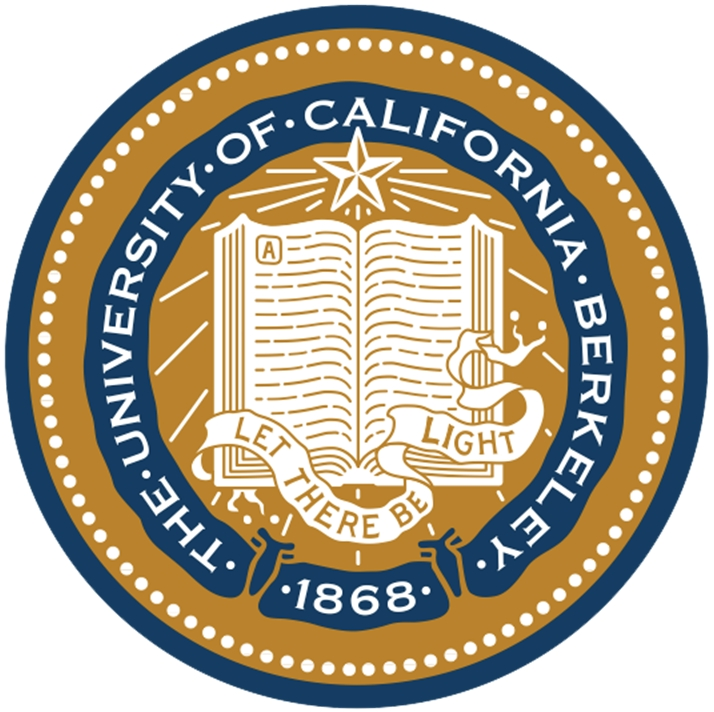 THE·UNIVERSITY·OF·CALIFORNIA·BERKELEY
A
LET THERE BE LIGHT
·1868·